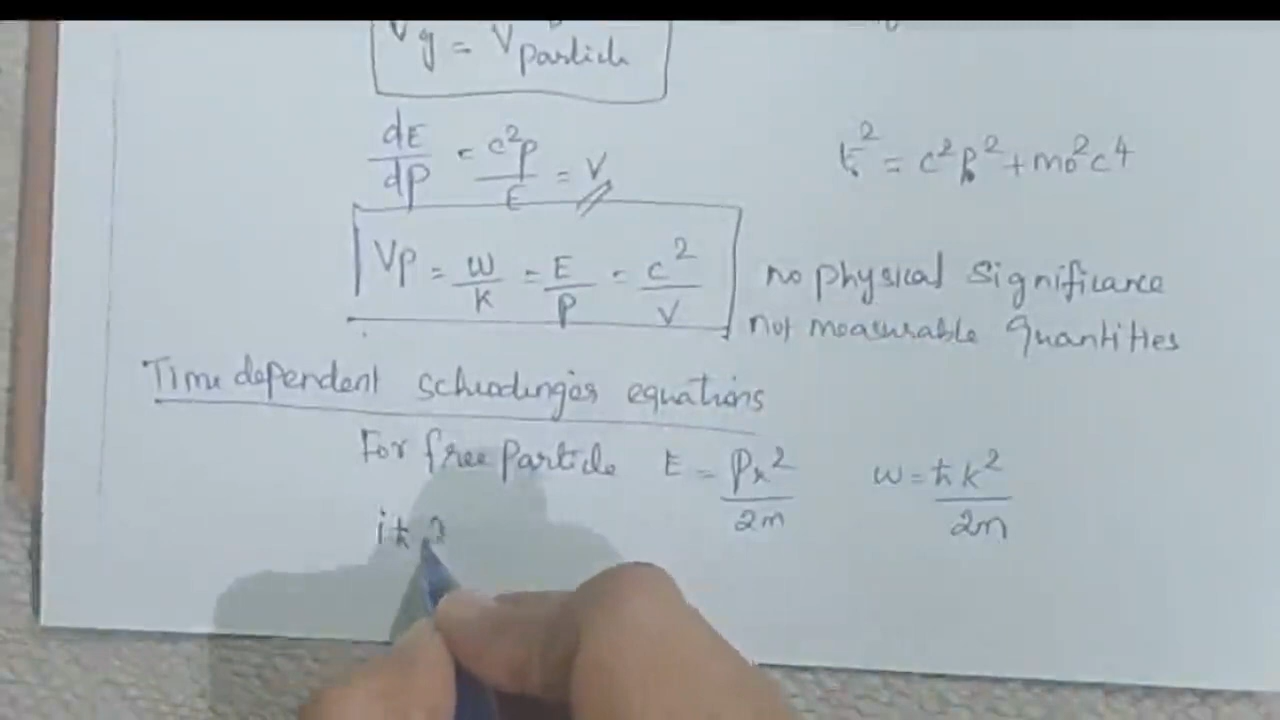 Vg = Vparticle
dE/dp = c²p/E = V
E² = c²p²+m₀²c⁴
Vp = ω/k = E/p = c²/V
no physical significance
not measurable quantities
Time dependent schrodinger's equations
For free particle E = Px²/2m ω = ħk²/2m
iħ ∂